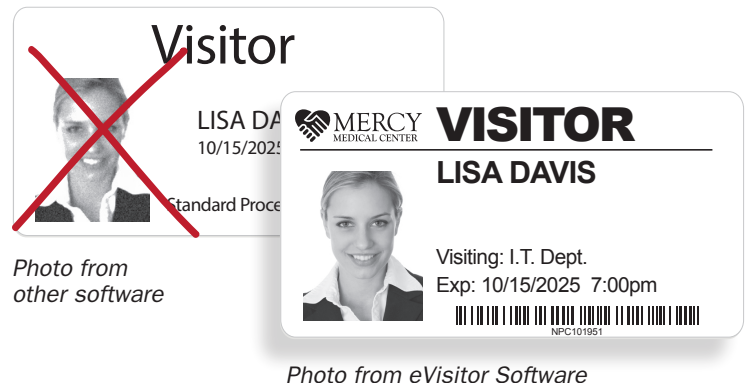 Visitor
LISA DA
10/15/2025
Standard Proce
Photo from
other software
MERCY
MEDICAL CENTER
VISITOR
LISA DAVIS
Visiting: I.T. Dept.
Exp: 10/15/2025 7:00pm
NPC101951
Photo from eVisitor Software